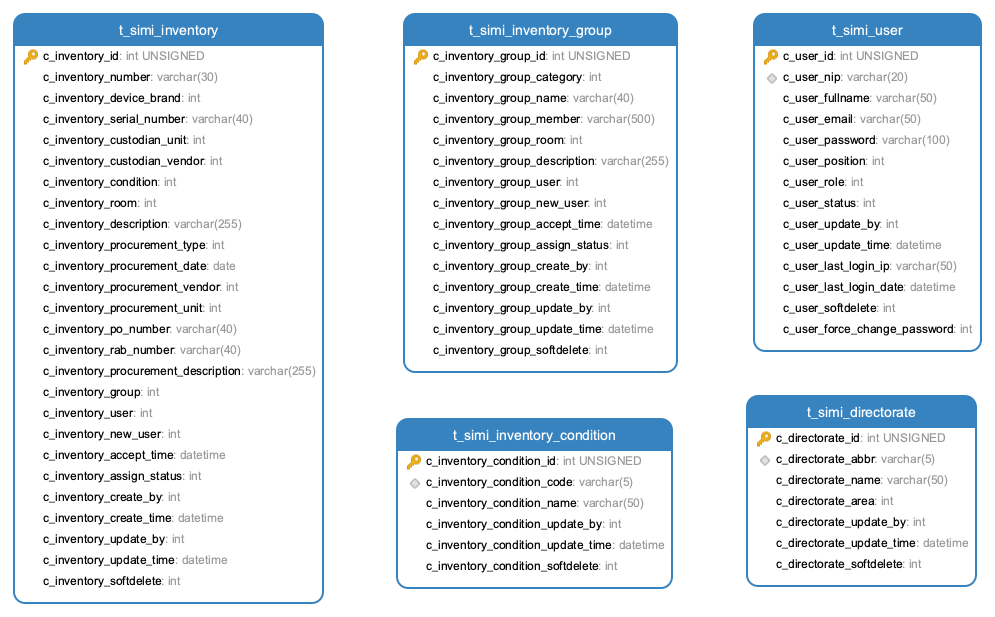 t_simi_inventory
c_inventory_id: int UNSIGNED
c_inventory_number: varchar(30)
c_inventory_device_brand: int
c_inventory_serial_number: varchar(40)
c_inventory_custodian_unit: int
c_inventory_custodian_vendor: int
c_inventory_condition: int
c_inventory_room: int
c_inventory_description: varchar(255)
c_inventory_procurement_type: int
c_inventory_procurement_date: date
c_inventory_procurement_vendor: int
c_inventory_procurement_unit: int
c_inventory_po_number: varchar(40)
c_inventory_rab_number: varchar(40)
c_inventory_procurement_description: varchar(255)
c_inventory_group: int
c_inventory_user: int
c_inventory_new_user: int
c_inventory_accept_time: datetime
c_inventory_assign_status: int
c_inventory_create_by: int
c_inventory_create_time: datetime
c_inventory_update_by: int
c_inventory_update_time: datetime
c_inventory_softdelete: int
t_simi_inventory_group
c_inventory_group_id: int UNSIGNED
c_inventory_group_category: int
c_inventory_group_name: varchar(40)
c_inventory_group_member: varchar(500)
c_inventory_group_room: int
c_inventory_group_description: varchar(255)
c_inventory_group_user: int
c_inventory_group_new_user: int
c_inventory_group_accept_time: datetime
c_inventory_group_assign_status: int
c_inventory_group_create_by: int
c_inventory_group_create_time: datetime
c_inventory_group_update_by: int
c_inventory_group_update_time: datetime
c_inventory_group_softdelete: int
t_simi_user
c_user_id: int UNSIGNED
c_user_nip: varchar(20)
c_user_fullname: varchar(50)
c_user_email: varchar(50)
c_user_password: varchar(100)
c_user_position: int
c_user_role: int
c_user_status: int
c_user_update_by: int
c_user_update_time: datetime
c_user_last_login_ip: varchar(50)
c_user_last_login_date: datetime
c_user_softdelete: int
c_user_force_change_password: int
t_simi_inventory_condition
c_inventory_condition_id: int UNSIGNED
c_inventory_condition_code: varchar(5)
c_inventory_condition_name: varchar(50)
c_inventory_condition_update_by: int
c_inventory_condition_update_time: datetime
c_inventory_condition_softdelete: int
t_simi_directorate
c_directorate_id: int UNSIGNED
c_directorate_abbr: varchar(5)
c_directorate_name: varchar(50)
c_directorate_area: int
c_directorate_update_by: int
c_directorate_update_time: datetime
c_directorate_softdelete: int